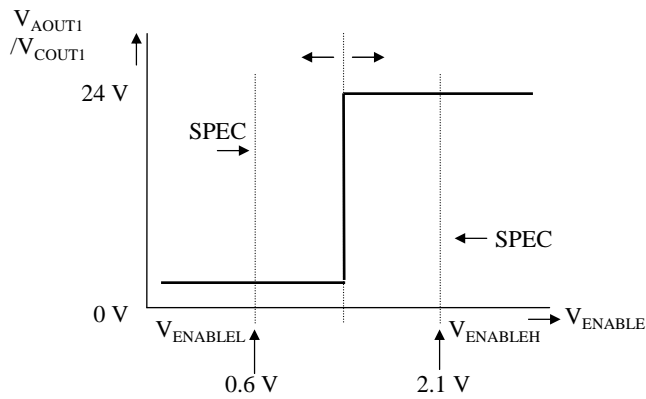 V_AOUT1
/V_COUT1
24 V
SPEC
SPEC
0 V
V_ENABLEL
V_ENABLEH
V_ENABLE
0.6 V
2.1 V